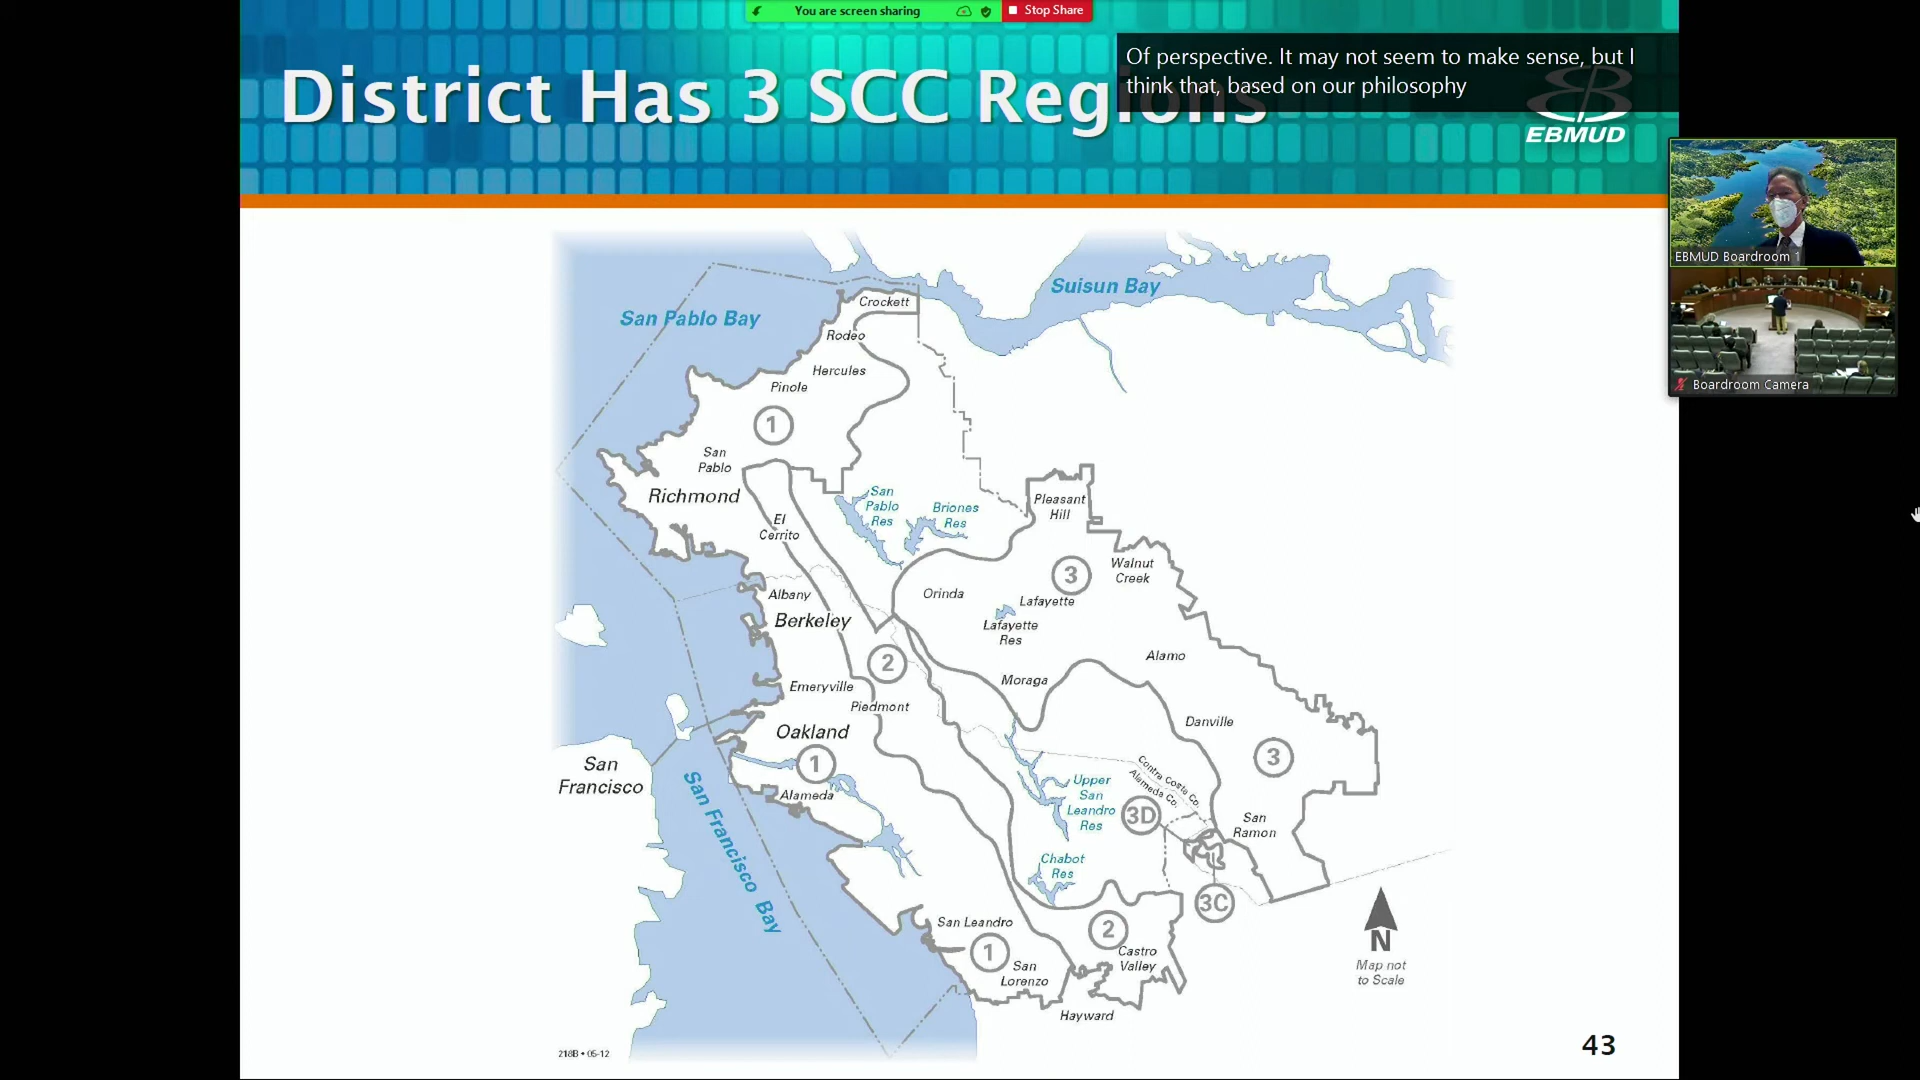 You are screen sharing
Stop Share
Of perspective. It may not seem to make sense, but I
think that, based on our philosophy
District Has 3 SCC Regions
EBMUD
EBMUD Boardroom 1
Boardroom Camera
Suisun Bay
San Pablo Bay
Crockett
Rodeo
Hercules
Pinole
1
San
Pablo
Richmond
San
Pablo
Res
Briones
Res
Pleasant
Hill
El
Cerrito
Walnut
Creek
3
Orinda
Lafayette
Lafayette
Res
Albany
Berkeley
2
Alamo
Moraga
Emeryville
Piedmont
Danville
Oakland
1
Alameda
San
Francisco
San Francisco Bay
3
Contra Costa Co.
Alameda Co.
Upper
San
Leandro
Res
3D
San
Ramon
Chabot
Res
3C
San Leandro
1
San
Lorenzo
2
Castro
Valley
Hayward
N
Map not
to Scale
218B • 05-12
43